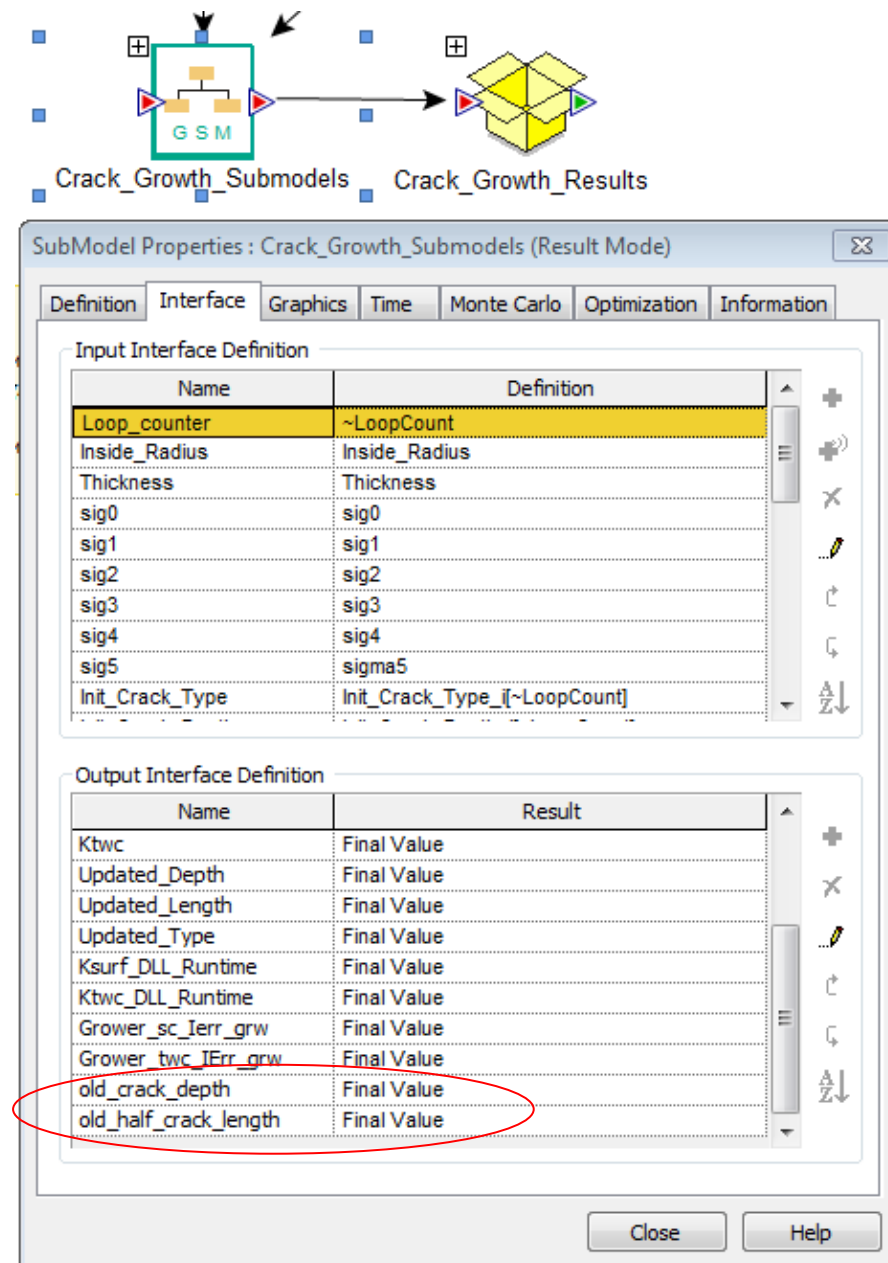 GSM
Crack_Growth_Submodels Crack_Growth_Results
SubModel Properties : Crack_Growth_Submodels (Result Mode)
Definition Interface Graphics Time Monte Carlo Optimization Information
Input Interface Definition
Name Definition
Loop_counter ~LoopCount
Inside_Radius Inside_Radius
Thickness Thickness
sig0 sig0
sig1 sig1
sig2 sig2
sig3 sig3
sig4 sig4
sig5 sigma5
Init_Crack_Type Init_Crack_Type_i[~LoopCount]
Output Interface Definition
Name Result
Ktwc Final Value
Updated_Depth Final Value
Updated_Length Final Value
Updated_Type Final Value
Ksurf_DLL_Runtime Final Value
Ktwc_DLL_Runtime Final Value
Grower_sc_Ierr_grw Final Value
Grower_twc_IErr_grw Final Value
old_crack_depth Final Value
old_half_crack_length Final Value
Close Help